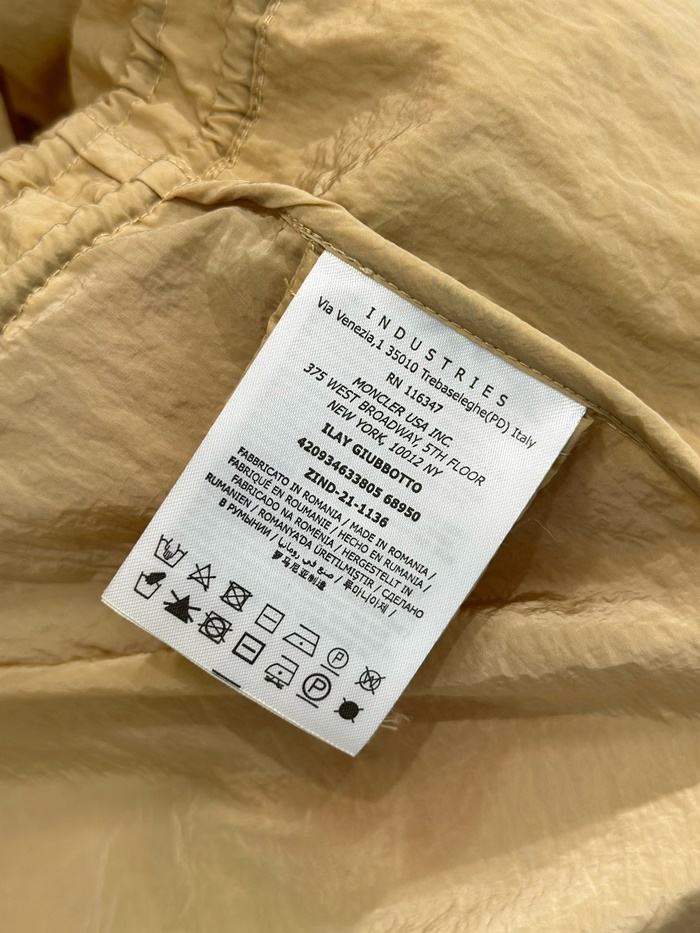 INDUSTRIES
Via Venezia,1 35010 Trebaseleghe(PD) Italy
RN 116347
MONCLER USA INC.
375 WEST BROADWAY, 5TH FLOOR
NEW YORK, 10012 NY
ILAY GIUBBOTTO
420934633805 68950
ZIND-21-1136
FABBRICATO IN ROMANIA / MADE IN ROMANIA /
FABRIQUÉ EN ROUMANIE / HECHO EN RUMANIA /
FABRICADO NA ROMÉNIA / HERGESTELLT IN
RUMANIEN / ROMANYADA ÜRETILMIŞTIR / СДЕЛАНО
В РУМЫНИИ / صنع في رومانيا / 루마니아제 /
罗马尼亚制造
P
P